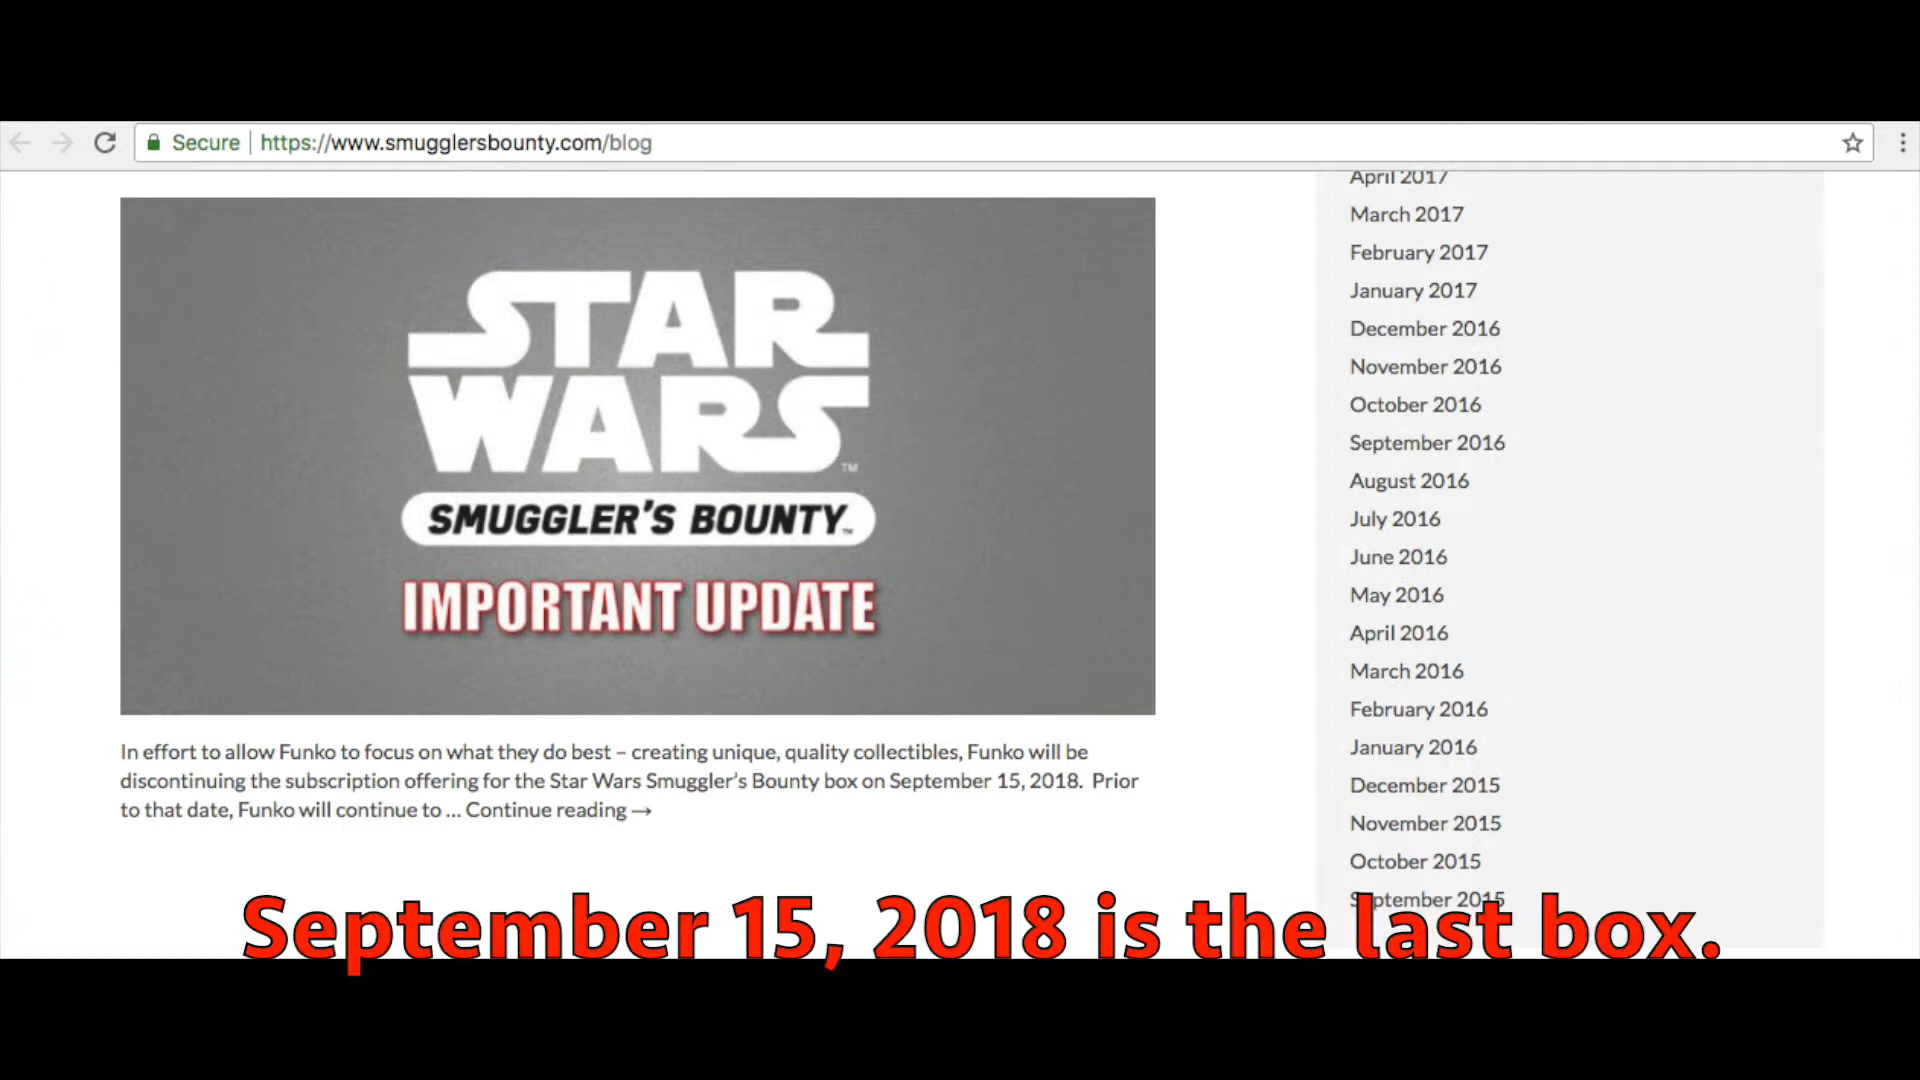 Secure https://www.smugglersbounty.com/blog
STAR
WARS™
SMUGGLER'S BOUNTY™
IMPORTANT UPDATE
In effort to allow Funko to focus on what they do best – creating unique, quality collectibles, Funko will be
discontinuing the subscription offering for the Star Wars Smuggler's Bounty box on September 15, 2018. Prior
to that date, Funko will continue to ... Continue reading →
April 2017
March 2017
February 2017
January 2017
December 2016
November 2016
October 2016
September 2016
August 2016
July 2016
June 2016
May 2016
April 2016
March 2016
February 2016
January 2016
December 2015
November 2015
October 2015
September 2015
September 15, 2018 is the last box.